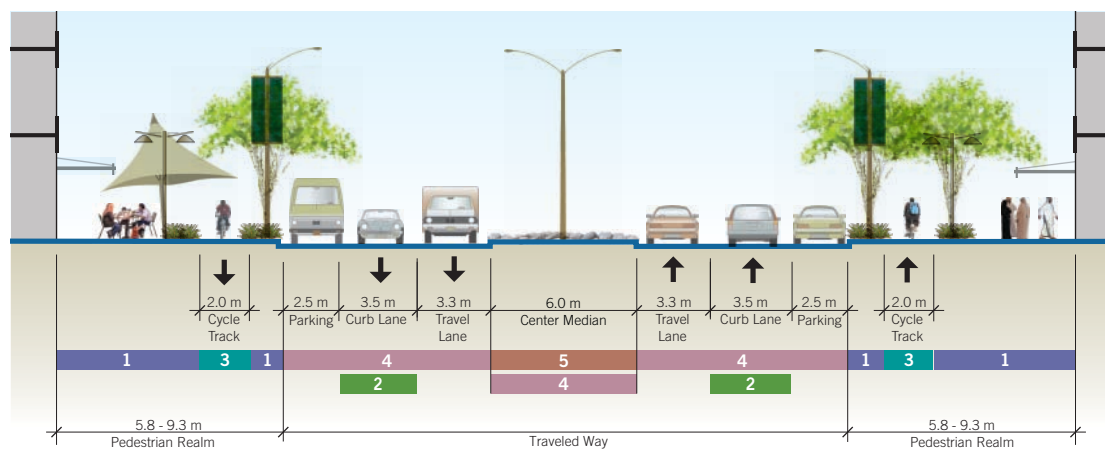 2.0 m
Cycle
Track
2.5 m
Parking
3.5 m
Curb Lane
3.3 m
Travel
Lane
6.0 m
Center Median
3.3 m
Travel
Lane
3.5 m
Curb Lane
2.5 m
Parking
2.0 m
Cycle
Track
1 3 1 4 5 4 1 3 1
2 4 2
5.8 - 9.3 m
Pedestrian Realm
Traveled Way
5.8 - 9.3 m
Pedestrian Realm